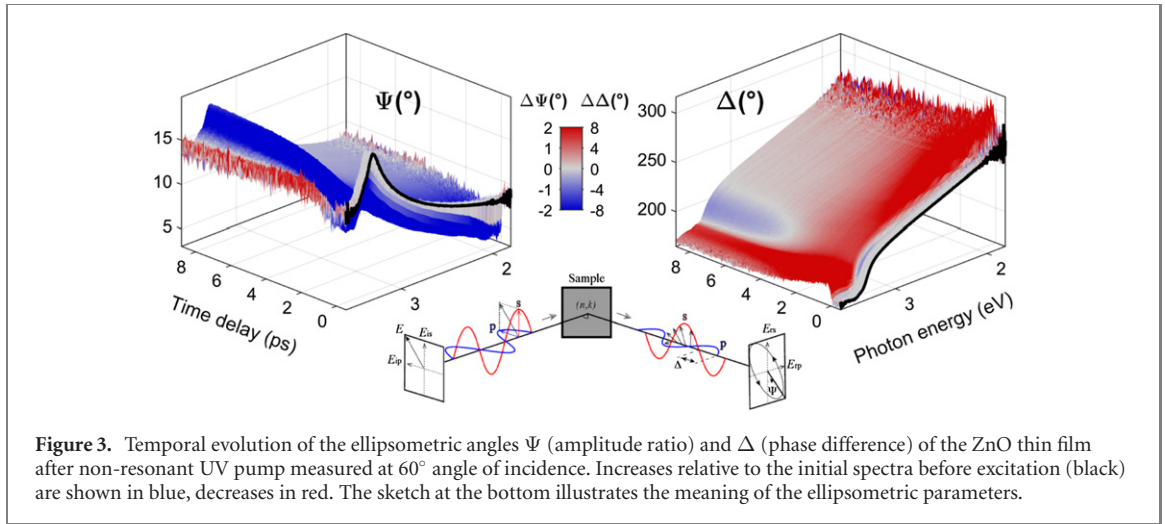 Ψ(°)
ΔΨ(°) ΔΔ(°)
Δ(°)
15
10
5
2 8
1 4
0 0
-1 -4
-2 -8
300
250
200
8
6
4
2
0
Time delay (ps)
3
2
8
6
4
2
0
3
2
Photon energy (eV)
Sample
(n,k)
s
p
E
Eis
Eip
s
p
Δ
Ers
Erp
Ψ
Figure 3. Temporal evolution of the ellipsometric angles Ψ (amplitude ratio) and Δ (phase difference) of the ZnO thin film
after non-resonant UV pump measured at 60° angle of incidence. Increases relative to the initial spectra before excitation (black)
are shown in blue, decreases in red. The sketch at the bottom illustrates the meaning of the ellipsometric parameters.